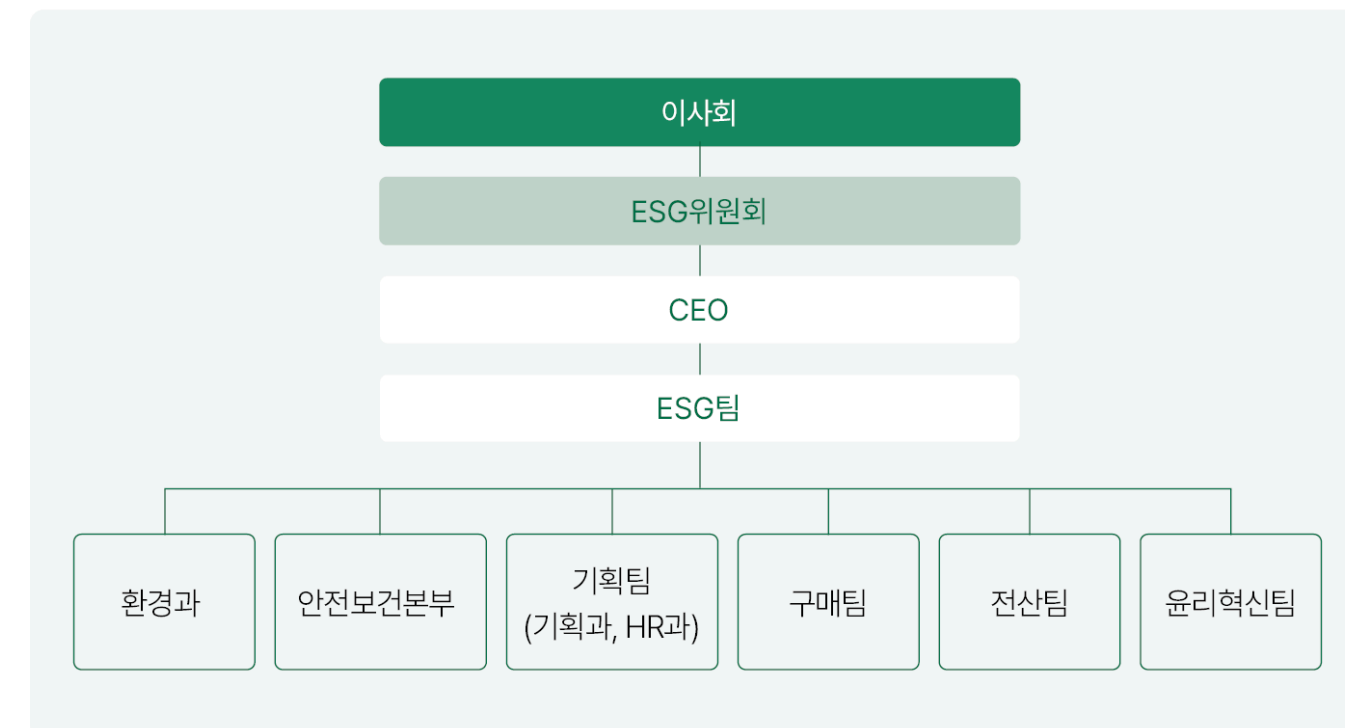 이사회
ESG위원회
CEO
ESG팀
환경과
안전보건본부
기획팀
(기획과, HR과)
구매팀
전산팀
윤리혁신팀